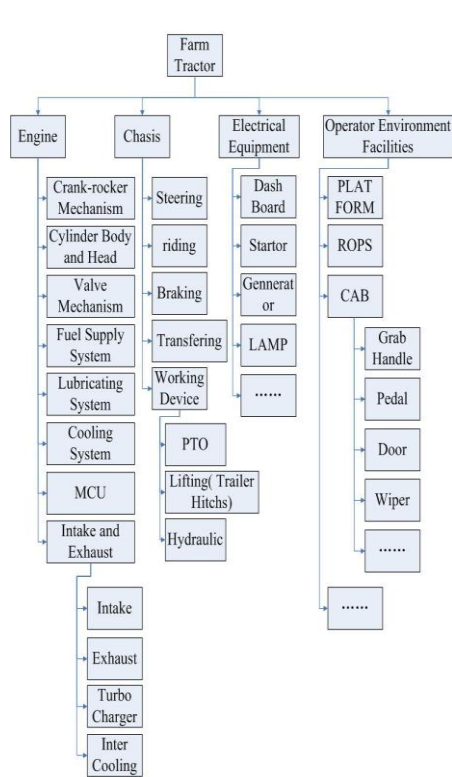 Farm
Tractor
Engine
Chasis
Electrical
Equipment
Operator Environment
Facilities
Crank-rocker
Mechanism
Cylinder Body
and Head
Valve
Mechanism
Fuel Supply
System
Lubricating
System
Cooling
System
MCU
Intake and
Exhaust
Intake
Exhaust
Turbo
Charger
Inter
Cooling
Steering
riding
Braking
Transfering
Working
Device
PTO
Lifting( Trailer
Hitchs)
Hydraulic
Dash
Board
Startor
Gennerat
or
LAMP
……
PLAT
FORM
ROPS
CAB
Grab
Handle
Pedal
Door
Wiper
……
……